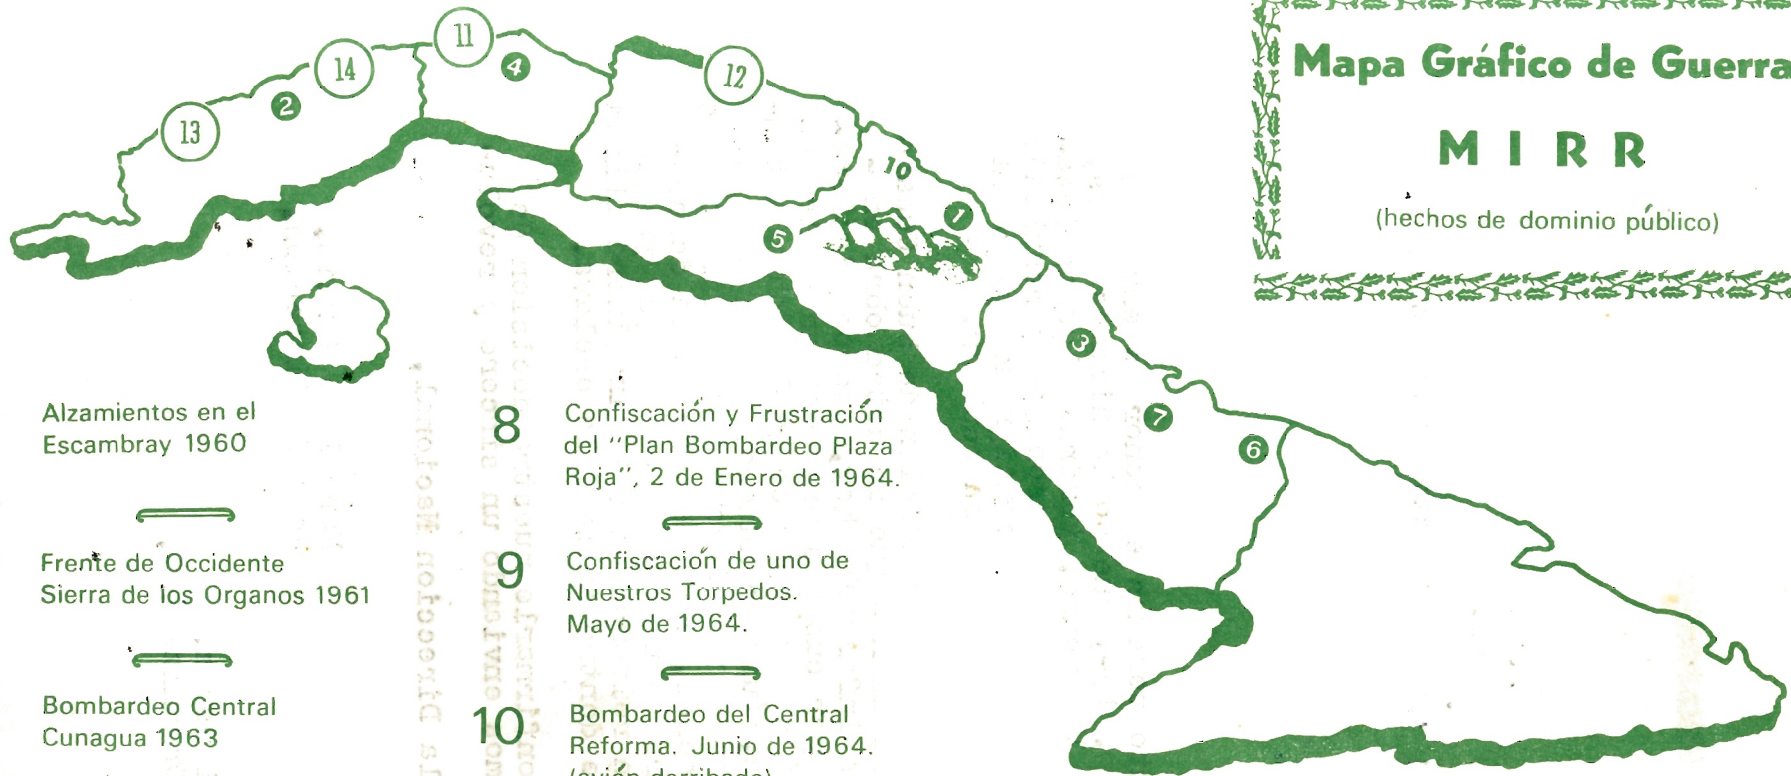 Mapa Gráfico de Guerra
M I R R
(hechos de dominio público)
11
14
4
12
2
13
10
1
5
3
7
6
Alzamientos en el
Escambray 1960
Frente de Occidente
Sierra de los Organos 1961
Bombardeo Central
Cunagua 1963
8
Confiscación y Frustración
del "Plan Bombardeo Plaza
Roja", 2 de Enero de 1964.
9
Confiscación de uno de
Nuestros Torpedos.
Mayo de 1964.
10
Bombardeo del Central
Reforma. Junio de 1964.
(avión derribado)